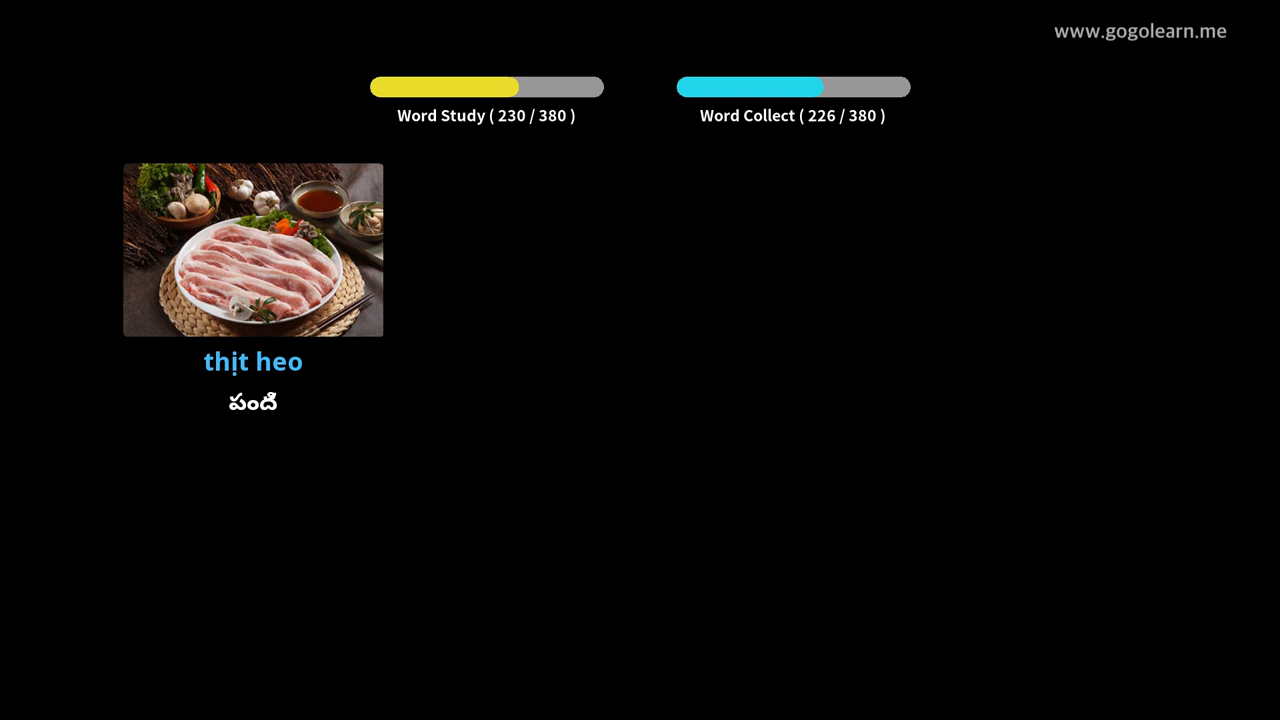 www.gogolearn.me
Word Study ( 230 / 380 )
Word Collect ( 226 / 380 )
thịt heo
పంది